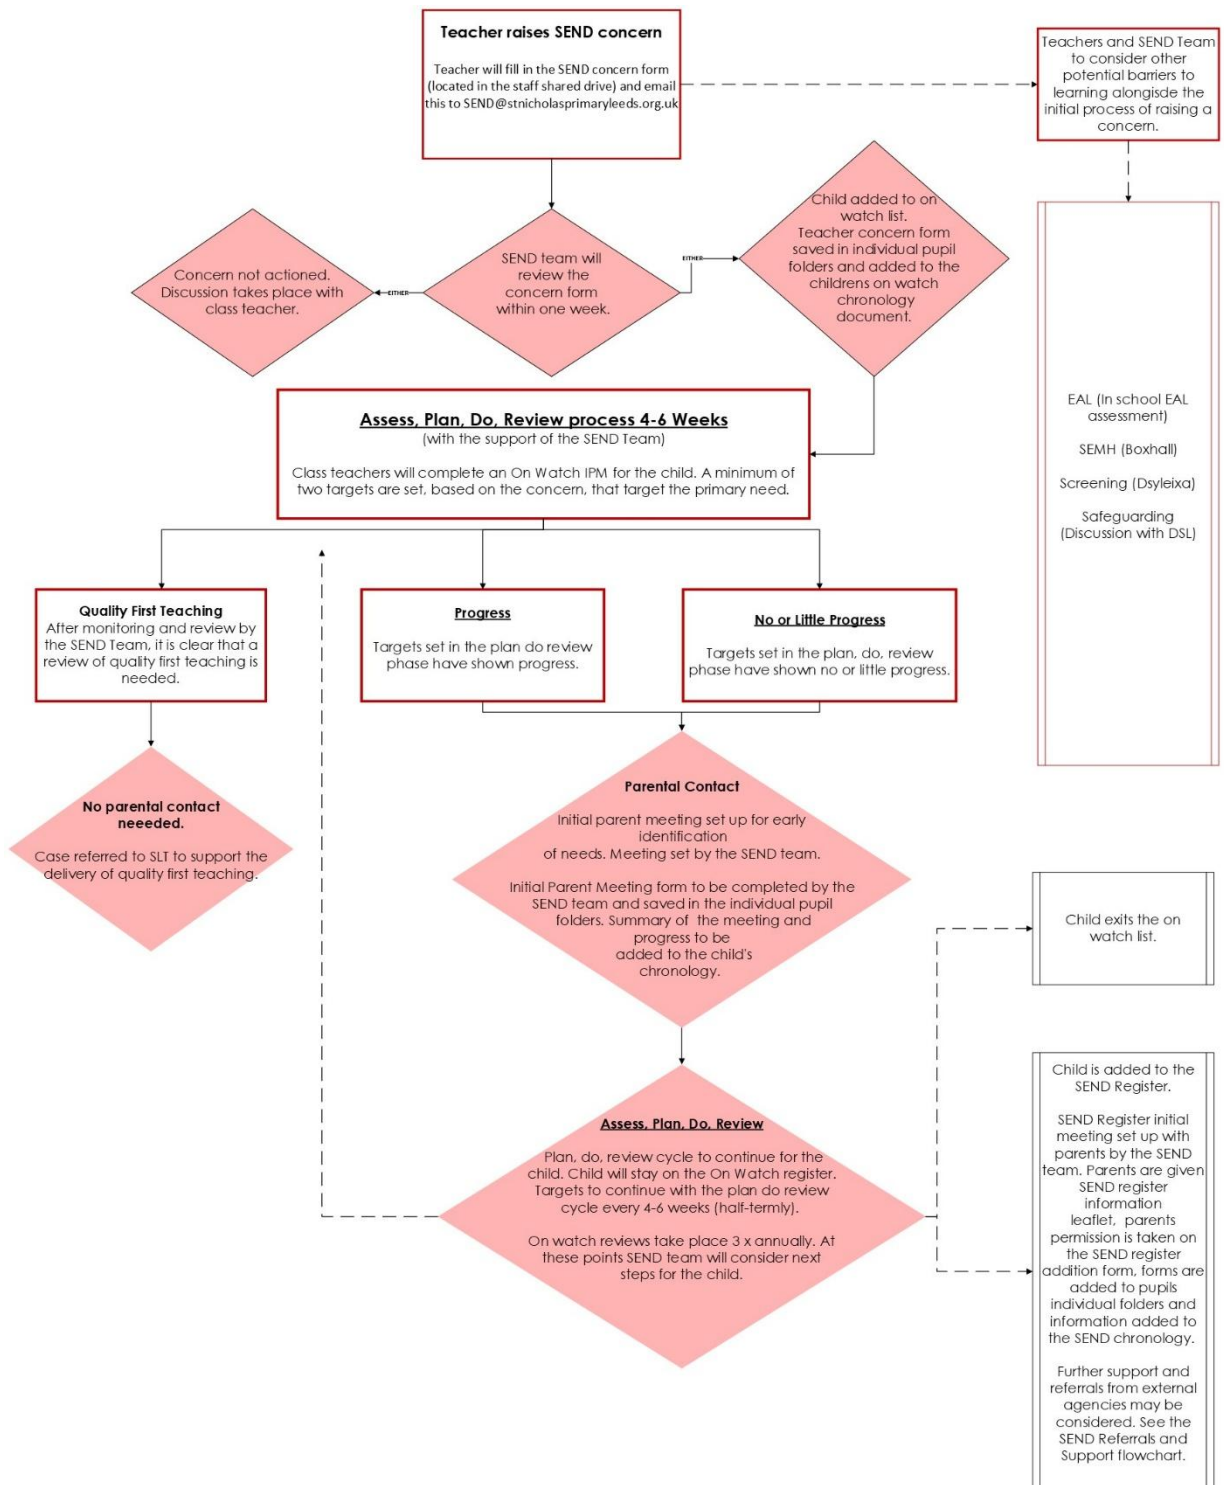 Teacher raises SEND concern
Teacher will fill in the SEND concern form
(located in the staff shared drive) and email
this to SEND@stnicholasprimaryleeds.org.uk
Teachers and SEND Team
to consider other
potential barriers to
learning alongisde the
initial process of raising a
concern.
Concern not actioned.
Discussion takes place with
class teacher.
EITHER
SEND team will
review the
concern form
within one week.
EITHER
Child added to on
watch list.
Teacher concern form
saved in individual pupil
folders and added to the
childrens on watch
chronology
document.
EAL (In school EAL
assessment)
SEMH (Boxhall)
Screening (Dsyleixa)
Safeguarding
(Discussion with DSL)
Assess, Plan, Do, Review process 4-6 Weeks
(with the support of the SEND Team)
Class teachers will complete an On Watch IPM for the child. A minimum of
two targets are set, based on the concern, that target the primary need.
Quality First Teaching
After monitoring and review by
the SEND Team, it is clear that a
review of quality first teaching is
needed.
Progress
Targets set in the plan do review
phase have shown progress.
No or Little Progress
Targets set in the plan, do, review
phase have shown no or little progress.
No parental contact
neeeded.
Case referred to SLT to support the
delivery of quality first teaching.
Parental Contact
Initial parent meeting set up for early
identification
of needs. Meeting set by the SEND team.
Initial Parent Meeting form to be completed by the
SEND team and saved in the individual pupil
folders. Summary of the meeting and
progress to be
added to the child's
chronology.
Child exits the on
watch list.
Assess, Plan, Do, Review
Plan, do, review cycle to continue for the
child. Child will stay on the On Watch register.
Targets to continue with the plan do review
cycle every 4-6 weeks (half-termly).
On watch reviews take place 3 x annually. At
these points SEND team will consider next
steps for the child.
Child is added to the
SEND Register.
SEND Register initial
meeting set up with
parents by the SEND
team. Parents are given
SEND register
information
leaflet, parents
permission is taken on
the SEND register
addition form, forms are
added to pupils
individual folders and
information added to
the SEND chronology.
Further support and
referrals from external
agencies may be
considered. See the
SEND Referrals and
Support flowchart.